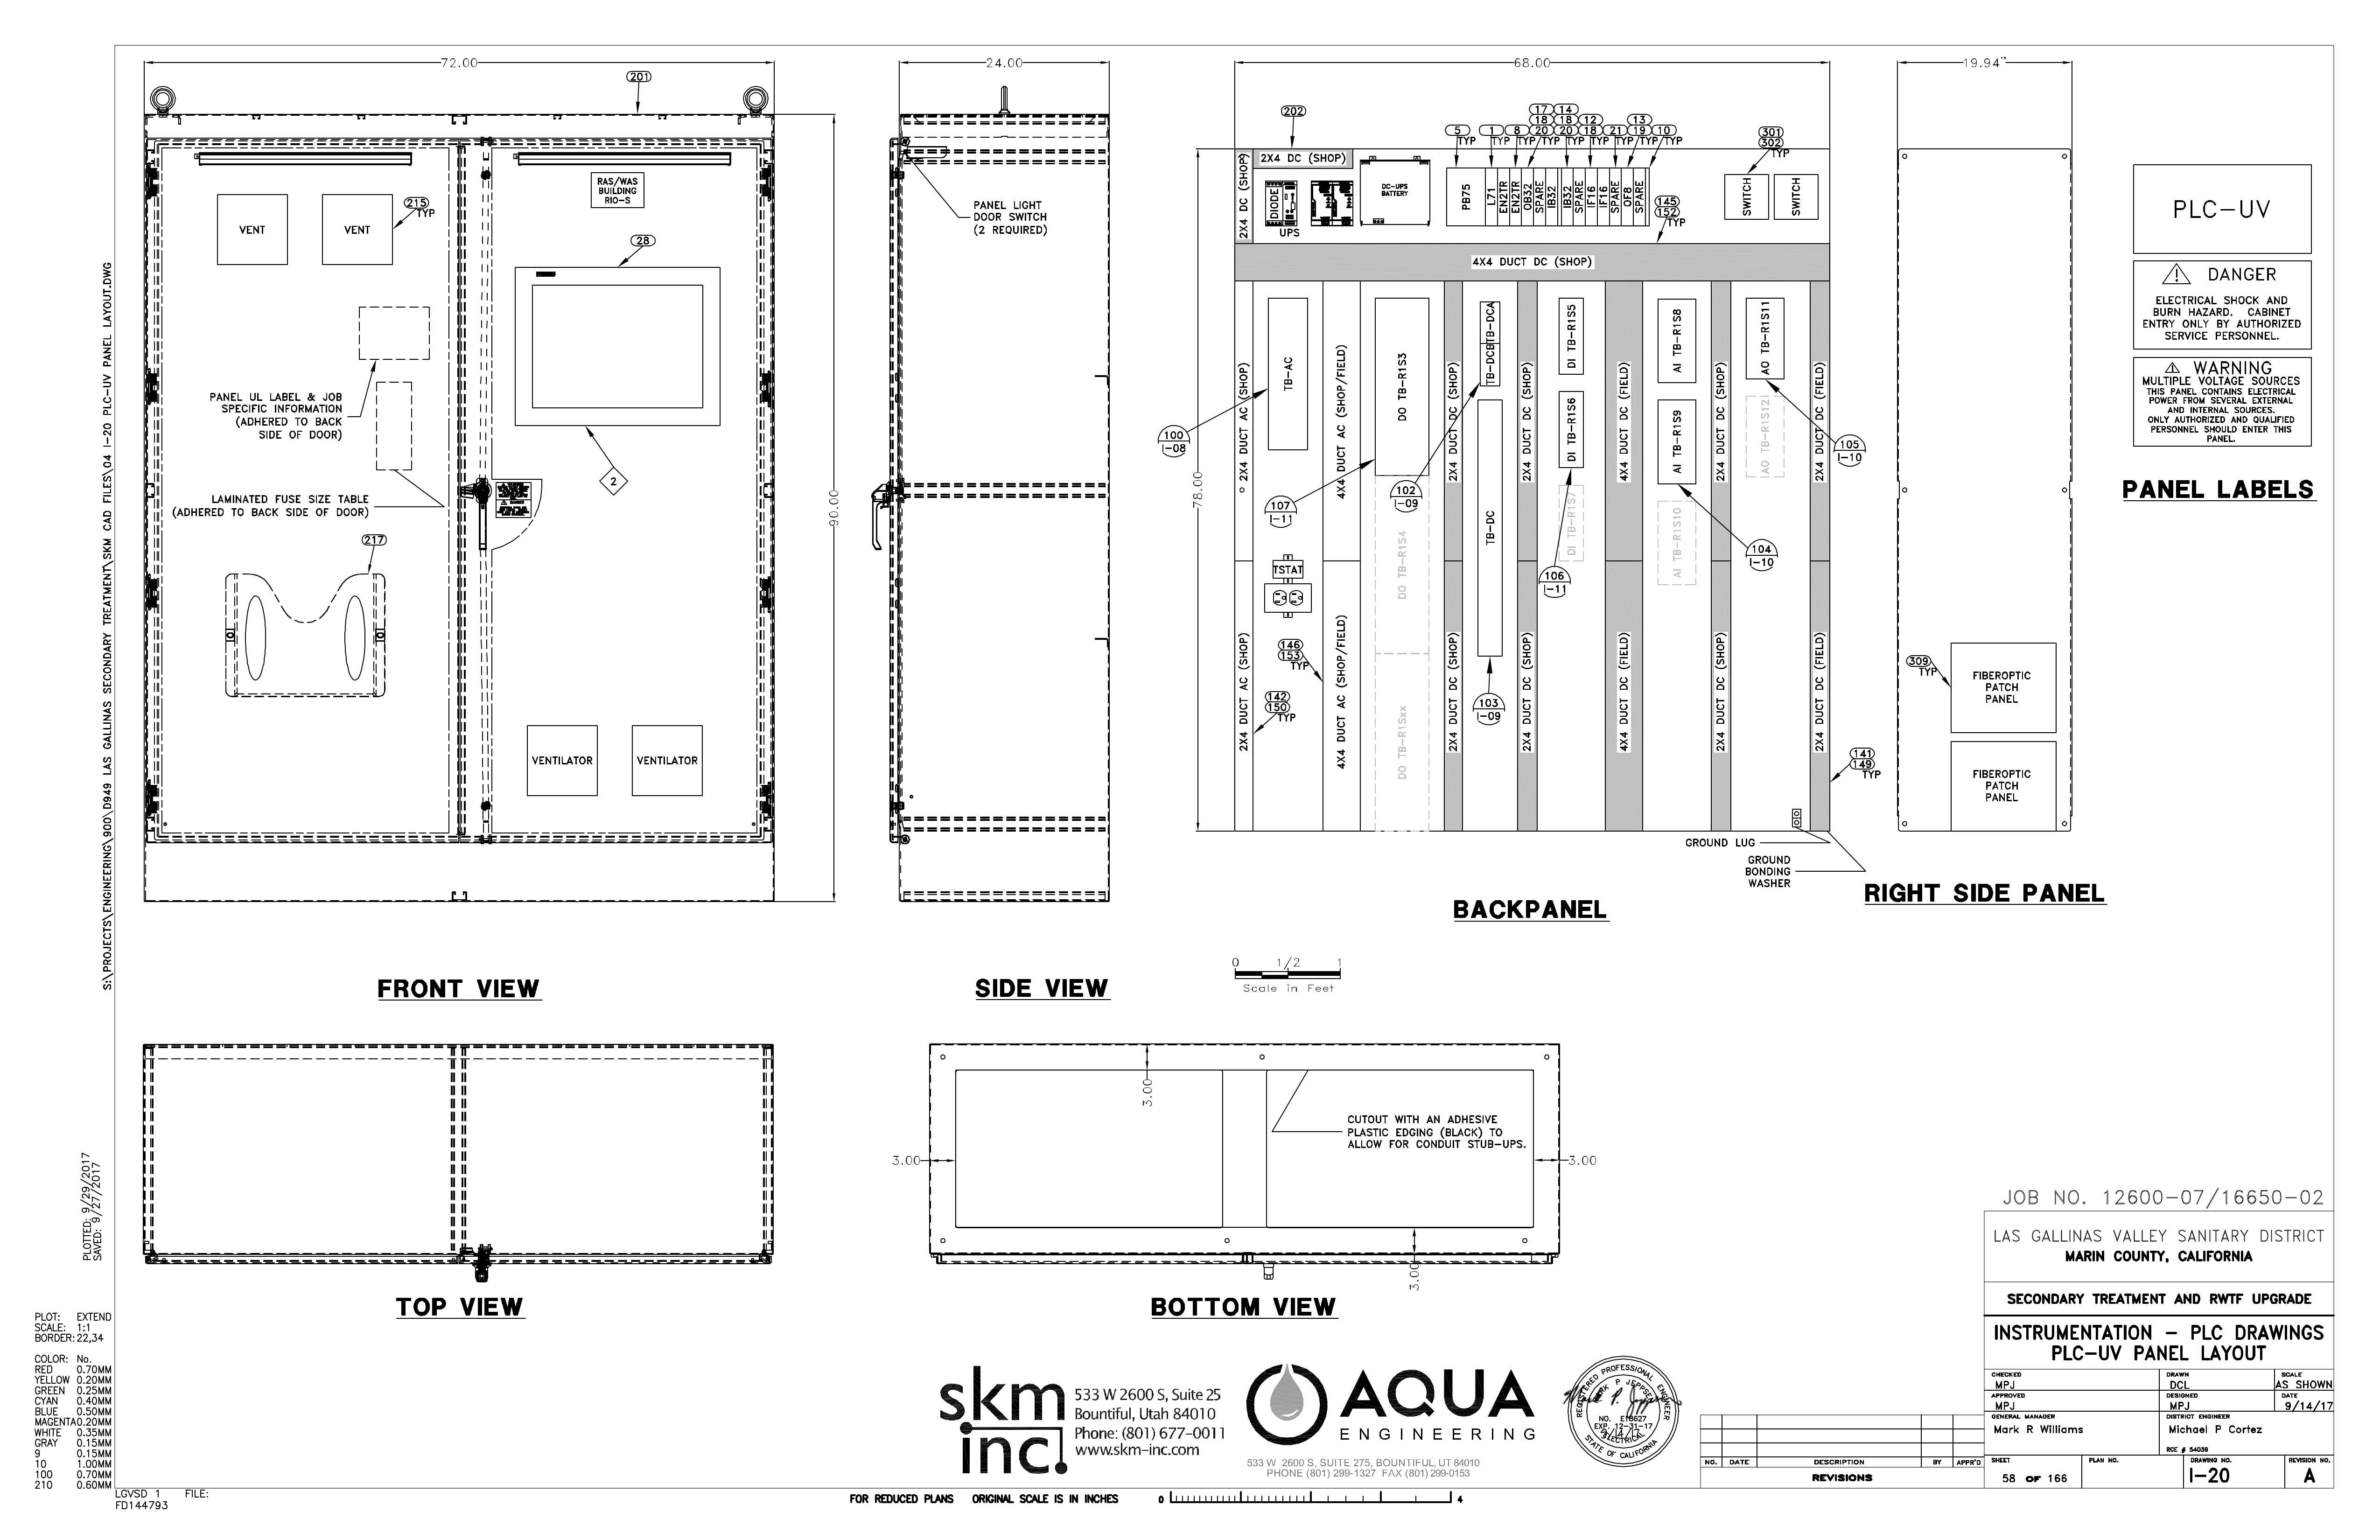 72.00
201
RAS/WAS
BUILDING
RIO-S
VENT
VENT
215
TYP
28
PANEL UL LABEL & JOB
SPECIFIC INFORMATION
(ADHERED TO BACK
SIDE OF DOOR)
2
LAMINATED FUSE SIZE TABLE
(ADHERED TO BACK SIDE OF DOOR)
217
VENTILATOR
VENTILATOR
90.00
FRONT VIEW
24.00
PANEL LIGHT
DOOR SWITCH
(2 REQUIRED)
SIDE VIEW
68.00
202
2X4 DC (SHOP)
2X4 DC (SHOP)
DIODE
UPS
DC-UPS
BATTERY
17
14
18
18
12
13
5
1
8
20
20
18
21
19
10
TYP
TYP
TYP
TYP
TYP
TYP
TYP
TYP
TYP
PB75
L71
EN2TR
EN2TR
OB32
SPARE
IB32
IB32
SPARE
IF16
IF16
SPARE
OF8
SPARE
301
302
TYP
SWITCH
SWITCH
145
152
TYP
4X4 DUCT DC (SHOP)
78.00
TB-AC
2X4 DUCT AC (SHOP)
4X4 DUCT AC (SHOP/FIELD)
DO TB-R1S3
2X4 DUCT DC (SHOP)
TB-DCA
TB-DCB
2X4 DUCT DC (SHOP)
DI TB-R1S5
DI TB-R1S6
DI TB-R1S7
4X4 DUCT DC (FIELD)
AI TB-R1S8
AI TB-R1S9
AI TB-R1S10
2X4 DUCT DC (SHOP)
AO TB-R1S11
AO TB-R1S12
2X4 DUCT DC (FIELD)
100
I-08
107
I-11
102
I-09
TB-DC
106
I-11
104
I-10
105
I-10
DO TB-R1S4
DO TB-R1Sxx
TSTAT
146
153
TYP
142
150
TYP
103
I-09
2X4 DUCT AC (SHOP)
4X4 DUCT AC (SHOP/FIELD)
2X4 DUCT DC (SHOP)
2X4 DUCT DC (SHOP)
4X4 DUCT DC (FIELD)
2X4 DUCT DC (SHOP)
2X4 DUCT DC (FIELD)
141
149
TYP
GROUND LUG
GROUND
BONDING
WASHER
BACKPANEL
0 1/2 1
Scale in Feet
19.94"
309
TYP
FIBEROPTIC
PATCH
PANEL
FIBEROPTIC
PATCH
PANEL
RIGHT SIDE PANEL
PLC-UV
DANGER
ELECTRICAL SHOCK AND
BURN HAZARD. CABINET
ENTRY ONLY BY AUTHORIZED
SERVICE PERSONNEL.
WARNING
MULTIPLE VOLTAGE SOURCES
THIS PANEL CONTAINS ELECTRICAL
POWER FROM SEVERAL EXTERNAL
AND INTERNAL SOURCES.
ONLY AUTHORIZED AND QUALIFIED
PERSONNEL SHOULD ENTER THIS
PANEL.
PANEL LABELS
TOP VIEW
3.00
3.00
3.00
3.00
CUTOUT WITH AN ADHESIVE
PLASTIC EDGING (BLACK) TO
ALLOW FOR CONDUIT STUB-UPS.
BOTTOM VIEW
S:\PROJECTS\ENGINEERING\900\D949 LAS GALLINAS SECONDARY TREATMENT\SKM CAD FILES\04 I-20 PLC-UV PANEL LAYOUT.DWG
PLOTTED: 9/29/2017
SAVED: 9/27/2017
PLOT: EXTEND
SCALE: 1:1
BORDER: 22,34
COLOR: No.
RED 0.70MM
YELLOW 0.20MM
GREEN 0.25MM
CYAN 0.40MM
BLUE 0.50MM
MAGENTA 0.20MM
WHITE 0.35MM
GRAY 0.15MM
9 0.15MM
10 1.00MM
100 0.70MM
210 0.60MM
LGVSD 1 FILE:
FD144793
skm
inc.
533 W 2600 S, Suite 25
Bountiful, Utah 84010
Phone: (801) 677-0011
www.skm-inc.com
AQUA
ENGINEERING
533 W 2600 S, SUITE 275, BOUNTIFUL, UT 84010
PHONE (801) 299-1327 FAX (801) 299-0153
REGISTERED PROFESSIONAL ENGINEER
MARK P JEPPSEN
NO. E18627
EXP. 12-31-17
9/14/17
ELECTRICAL
STATE OF CALIFORNIA
FOR REDUCED PLANS ORIGINAL SCALE IS IN INCHES
0 4
NO. DATE DESCRIPTION BY APPR'D
REVISIONS
JOB NO. 12600-07/16650-02
LAS GALLINAS VALLEY SANITARY DISTRICT
MARIN COUNTY, CALIFORNIA
SECONDARY TREATMENT AND RWTF UPGRADE
INSTRUMENTATION - PLC DRAWINGS
PLC-UV PANEL LAYOUT
CHECKED DRAWN SCALE
MPJ DCL AS SHOWN
APPROVED DESIGNED DATE
MPJ MPJ 9/14/17
GENERAL MANAGER DISTRICT ENGINEER
Mark R Williams Michael P Cortez
RCE # 54039
SHEET PLAN NO. DRAWING NO. REVISION NO.
58 OF 166 I-20 A